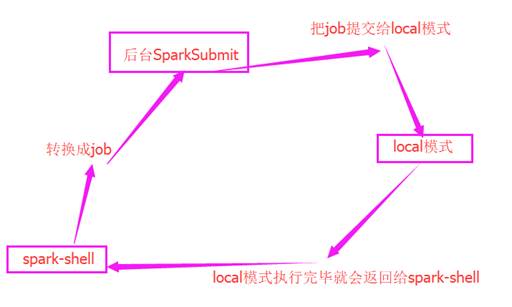 把job提交给local模式
后台SparkSubmit
转换成job
local模式
spark-shell
local模式执行完毕就会返回给spark-shell